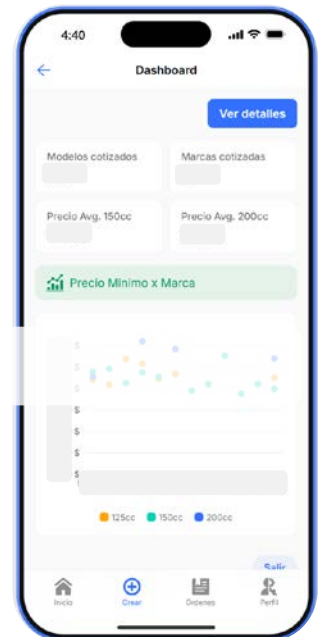 4:40
Dashboard
Ver detalles
Modelos cotizados
Marcas cotizadas
Precio Avg. 150cc
Precio Avg. 200cc
Precio Minimo x Marca
$
$
$
$
$
$
$
125cc 150cc 200cc
Salir
Inicio Crear Ordenes Perfil